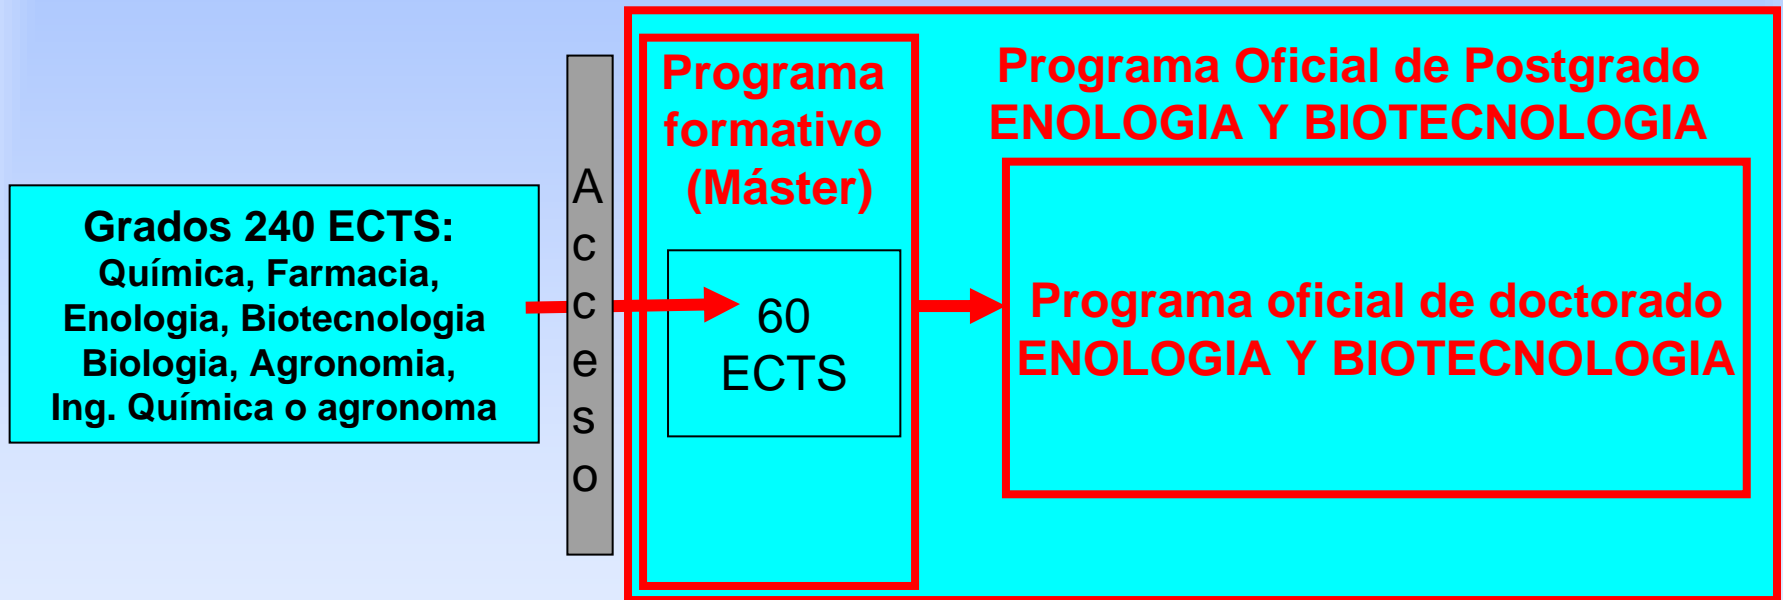 Grados 240 ECTS:
Química, Farmacia,
Enologia, Biotecnologia
Biologia, Agronomia,
Ing. Química o agronoma
Acceso
Programa
formativo
(Máster)
60
ECTS
Programa Oficial de Postgrado
ENOLOGIA Y BIOTECNOLOGIA
Programa oficial de doctorado
ENOLOGIA Y BIOTECNOLOGIA